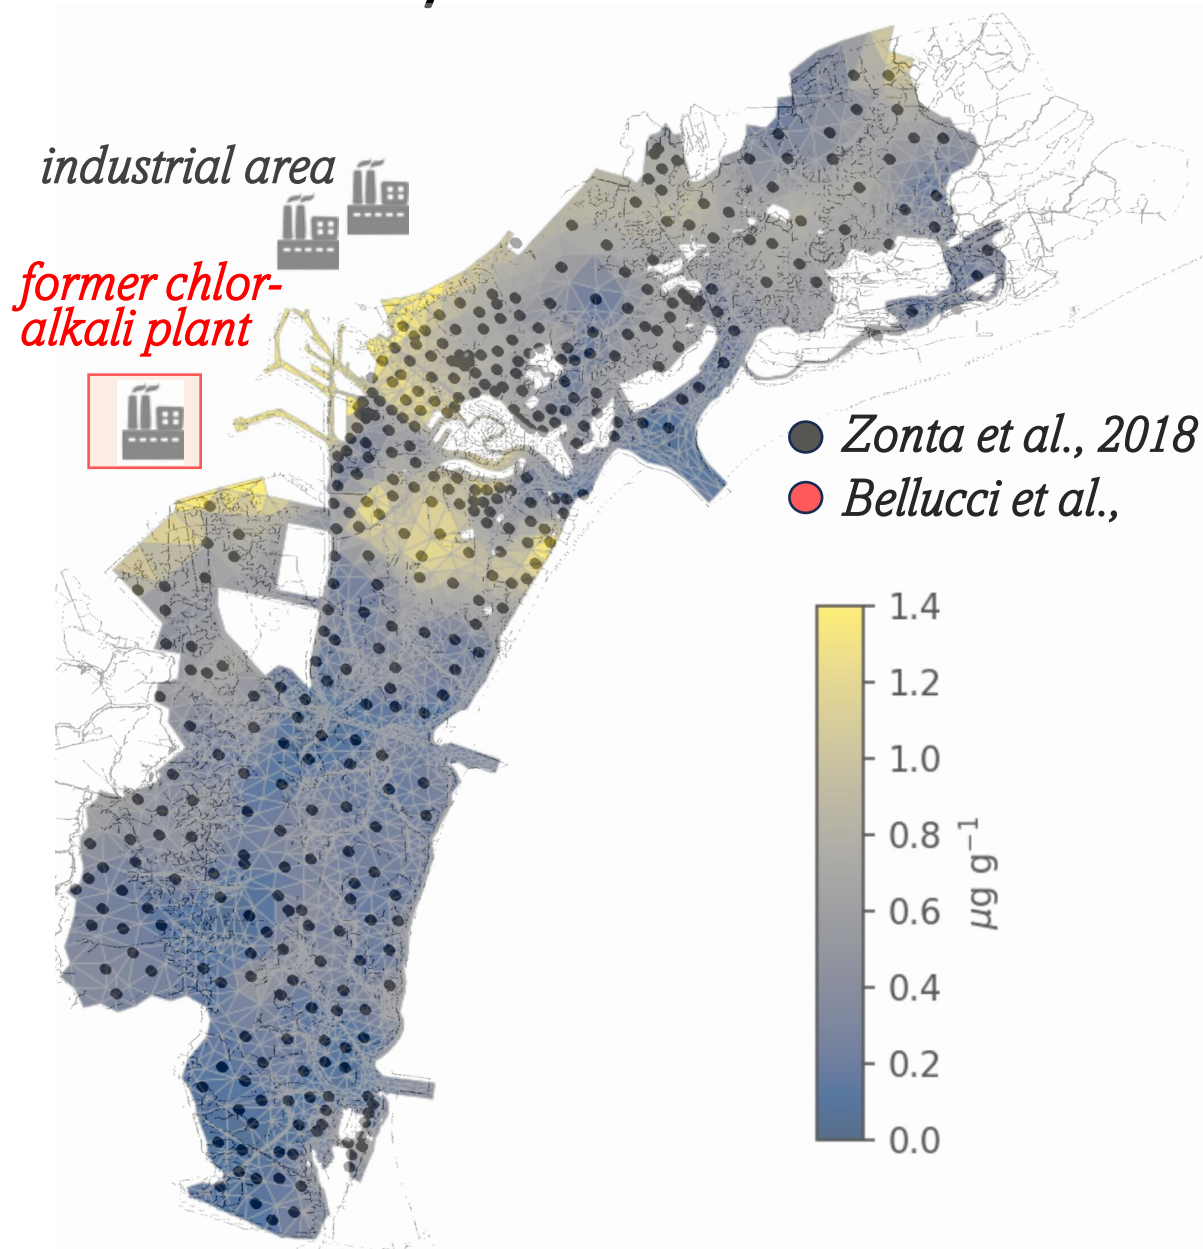 industrial area
former chlor-
alkali plant
Zonta et al., 2018
Bellucci et al.,
1.4
1.2
1.0
0.8
0.6
0.4
0.2
0.0
µg g⁻¹